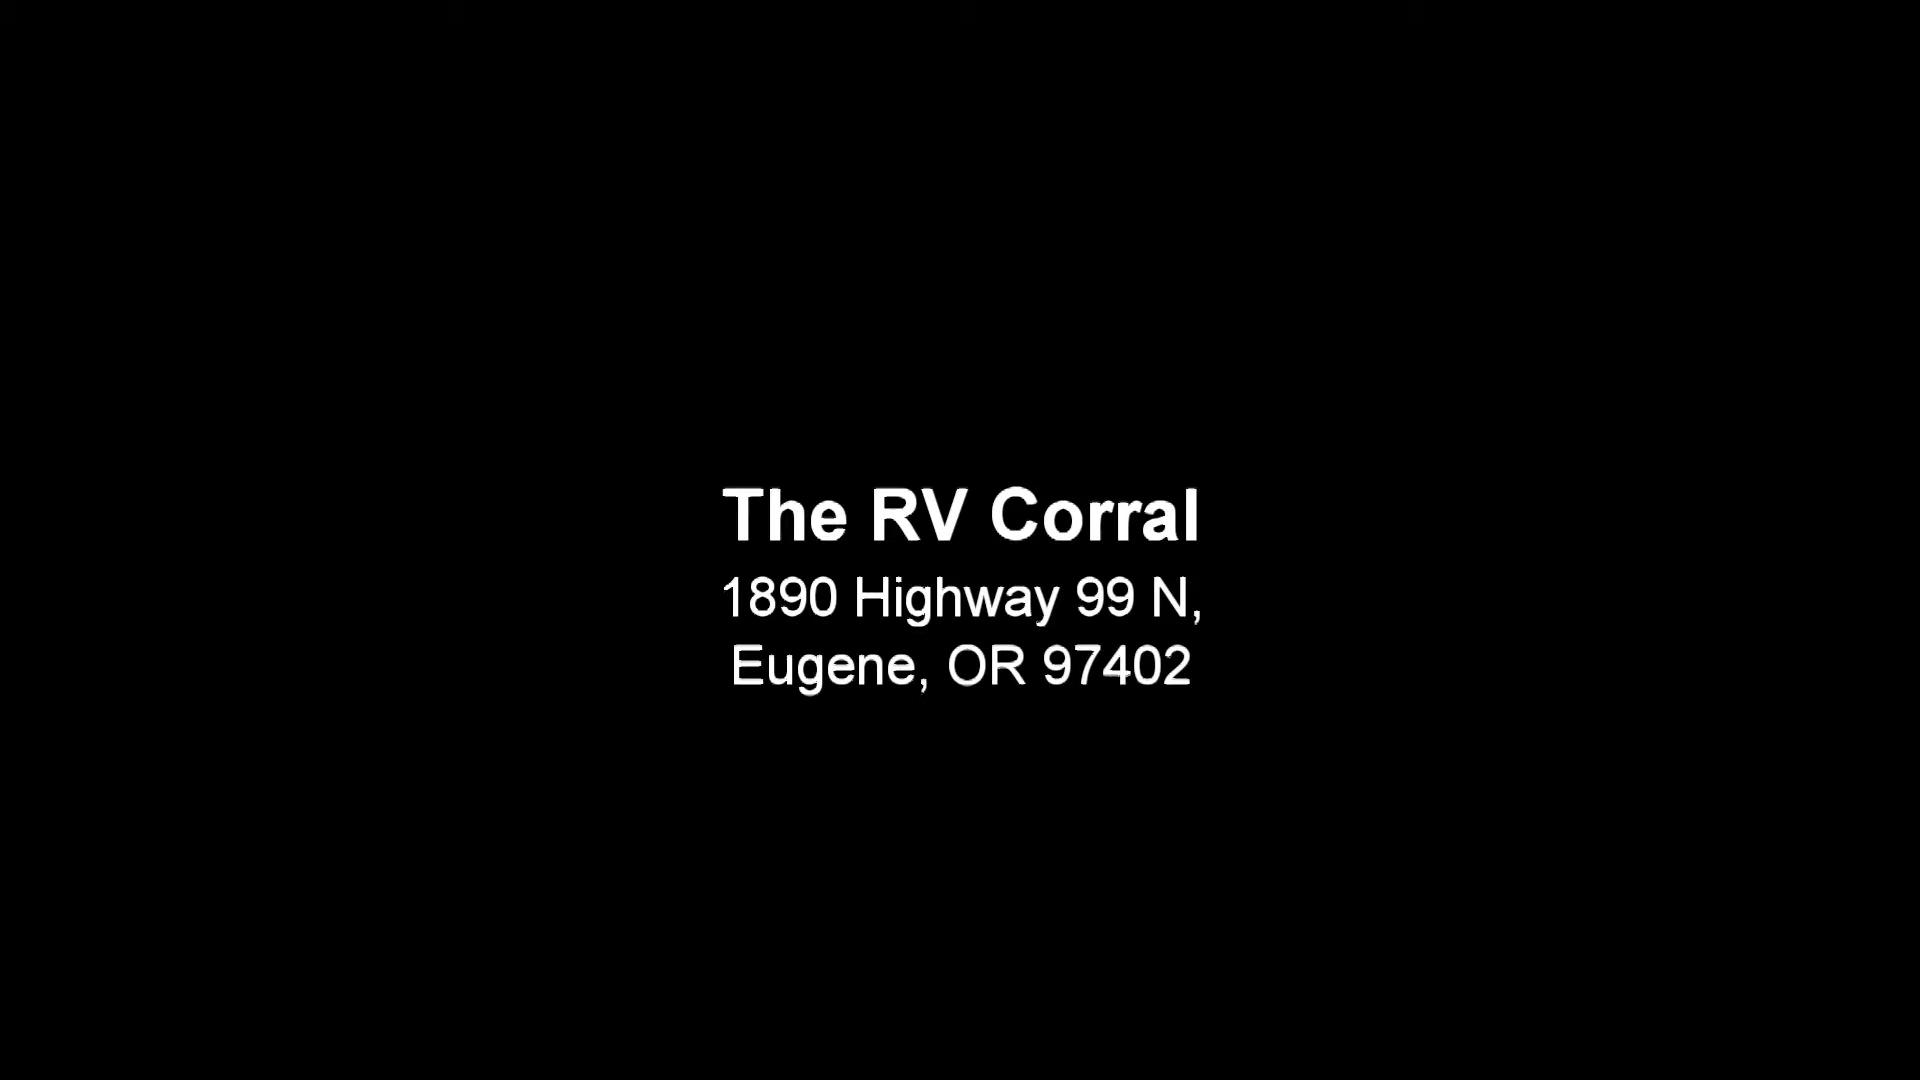 The RV Corral
1890 Highway 99 N,
Eugene, OR 97402